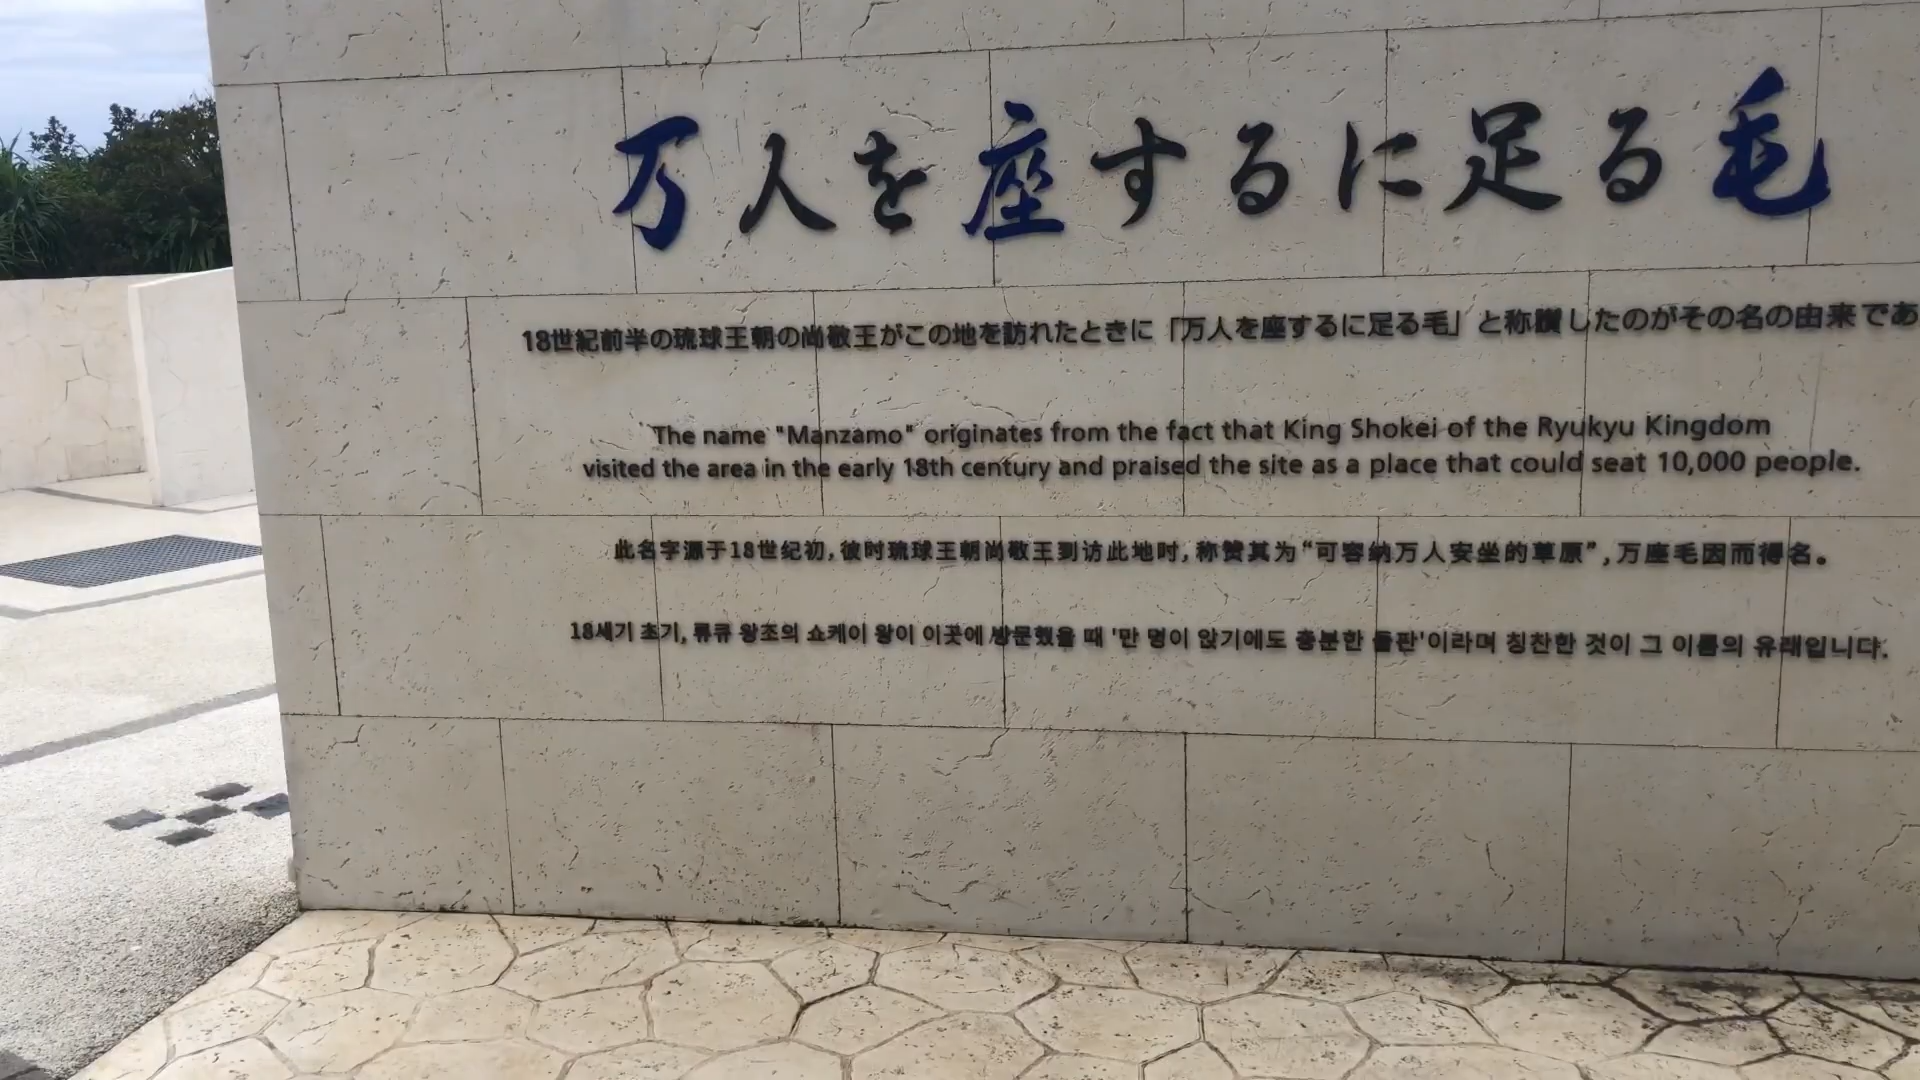 万人を座するに足る毛
18世紀前半の琉球王朝の尚敬王がこの地を訪れたときに「万人を座するに足る毛」と称讃したのがその名の由来であ
The name "Manzamo" originates from the fact that King Shokei of the Ryukyu Kingdom
visited the area in the early 18th century and praised the site as a place that could seat 10,000 people.
此名字源于18世纪初,彼时琉球王朝尚敬王到访此地时,称赞其为“可容纳万人安坐的草原”,万座毛因而得名。
18세기 초기, 류큐 왕조의 쇼케이 왕이 이곳에 방문했을 때 '만 명이 앉기에도 충분한 들판'이라며 칭찬한 것이 그 이름의 유래입니다.